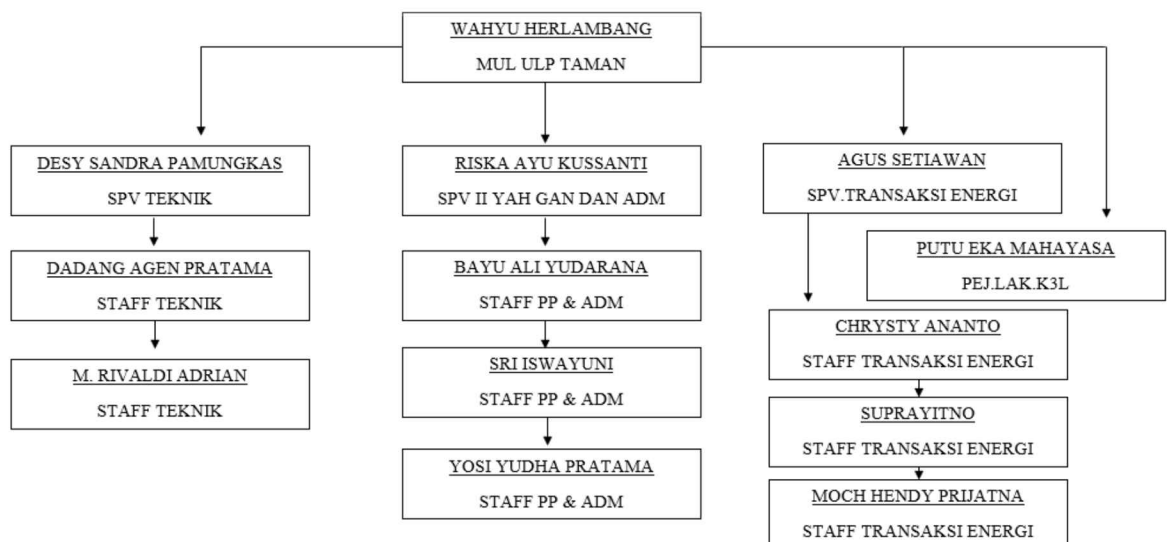 WAHYU HERLAMBANG
MUL ULP TAMAN
DESY SANDRA PAMUNGKAS
SPV TEKNIK
DADANG AGEN PRATAMA
STAFF TEKNIK
M. RIVALDI ADRIAN
STAFF TEKNIK
RISKA AYU KUSSANTI
SPV II YAH GAN DAN ADM
BAYU ALI YUDARANA
STAFF PP & ADM
SRI ISWAYUNI
STAFF PP & ADM
YOSI YUDHA PRATAMA
STAFF PP & ADM
AGUS SETIAWAN
SPV.TRANSAKSI ENERGI
PUTU EKA MAHAYASA
PEJ.LAK.K3L
CHRYSTY ANANTO
STAFF TRANSAKSI ENERGI
SUPRAYITNO
STAFF TRANSAKSI ENERGI
MOCH HENDY PRIJATNA
STAFF TRANSAKSI ENERGI